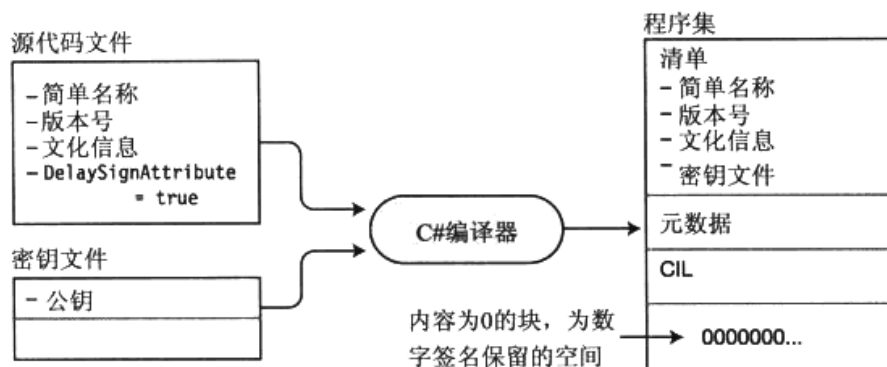 源代码文件
-简单名称
-版本号
-文化信息
-DelaySignAttribute
= true
密钥文件
- 公钥
C#编译器
程序集
清单
- 简单名称
- 版本号
- 文化信息
- 密钥文件
元数据
CIL
内容为0的块，为数
字签名保留的空间
0000000...